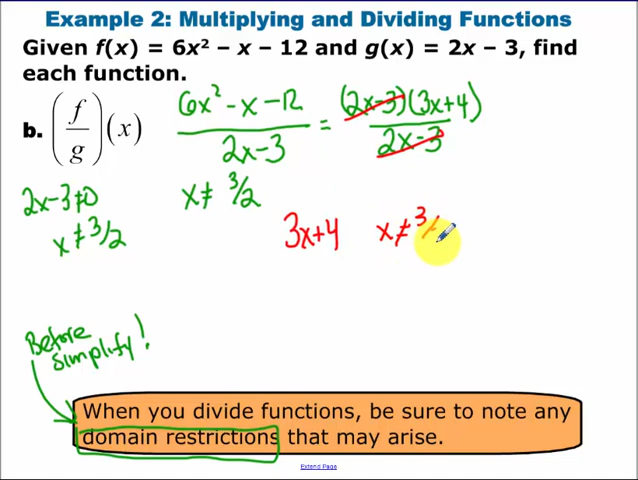 Example 2: Multiplying and Dividing Functions
Given f(x) = 6x² – x – 12 and g(x) = 2x – 3, find
each function.
b. (f/g)(x) (6x² - x - 12)/(2x-3) = ((2x-3)(3x+4))/(2x-3)
2x-3≠0 x≠ 3/2
x≠3/2 3x+4 x≠3/
Before
simplify!
When you divide functions, be sure to note any
domain restrictions that may arise.
Extend Page